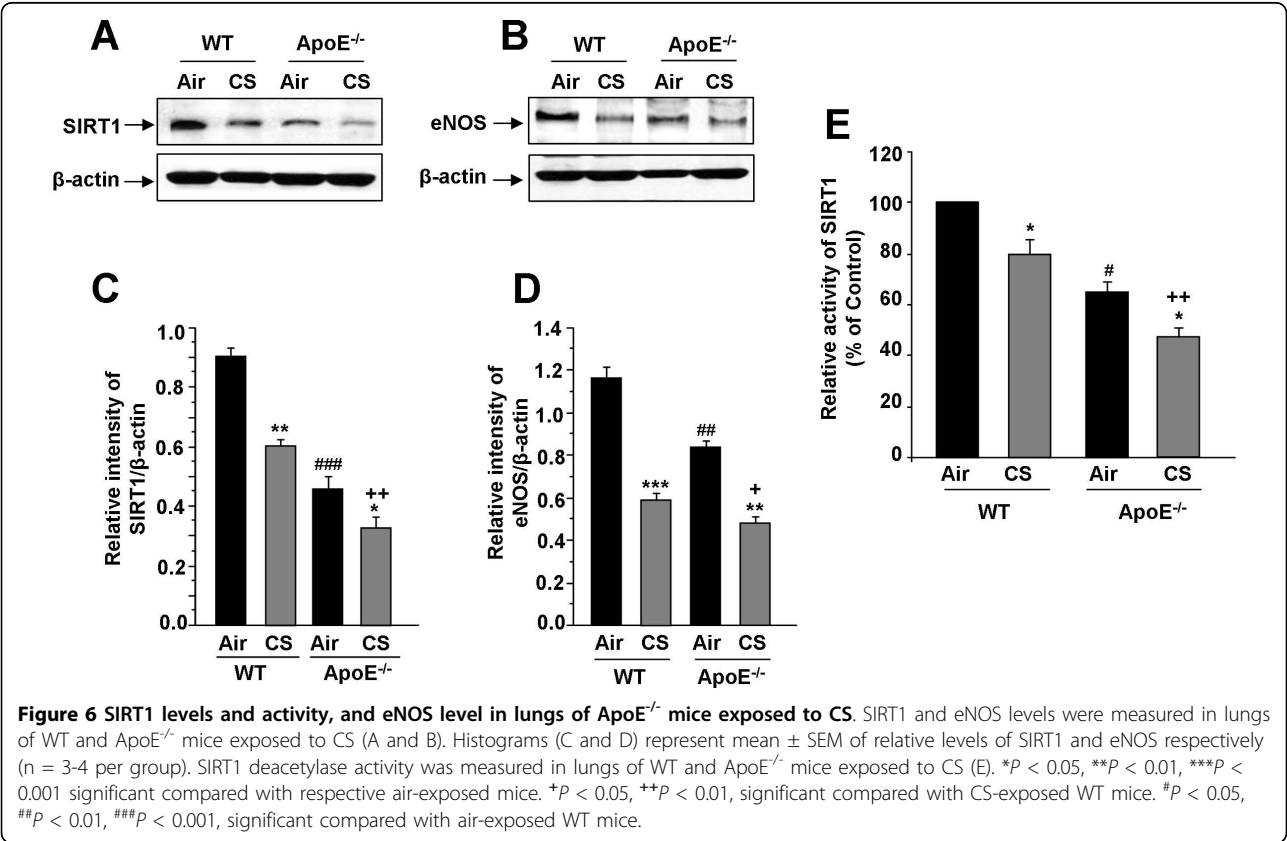 A
WT ApoE-/-
Air CS Air CS
SIRT1
β-actin
B
WT ApoE-/-
Air CS Air CS
eNOS
β-actin
C
Relative intensity of
SIRT1/β-actin
1.0
0.8
0.6
0.4
0.2
0.0
**
###
++
*
Air CS Air CS
WT ApoE-/-
D
Relative intensity of
eNOS/β-actin
1.4
1.2
1.0
0.8
0.6
0.4
0.2
0.0
***
##
+
**
Air CS Air CS
WT ApoE-/-
E
Relative activity of SIRT1
(% of Control)
120
100
80
60
40
20
0
*
#
++
*
Air CS Air CS
WT ApoE-/-
Figure 6 SIRT1 levels and activity, and eNOS level in lungs of ApoE-/- mice exposed to CS. SIRT1 and eNOS levels were measured in lungs
of WT and ApoE-/- mice exposed to CS (A and B). Histograms (C and D) represent mean ± SEM of relative levels of SIRT1 and eNOS respectively
(n = 3-4 per group). SIRT1 deacetylase activity was measured in lungs of WT and ApoE-/- mice exposed to CS (E). *P < 0.05, **P < 0.01, ***P <
0.001 significant compared with respective air-exposed mice. +P < 0.05, ++P < 0.01, significant compared with CS-exposed WT mice. #P < 0.05,
##P < 0.01, ###P < 0.001, significant compared with air-exposed WT mice.